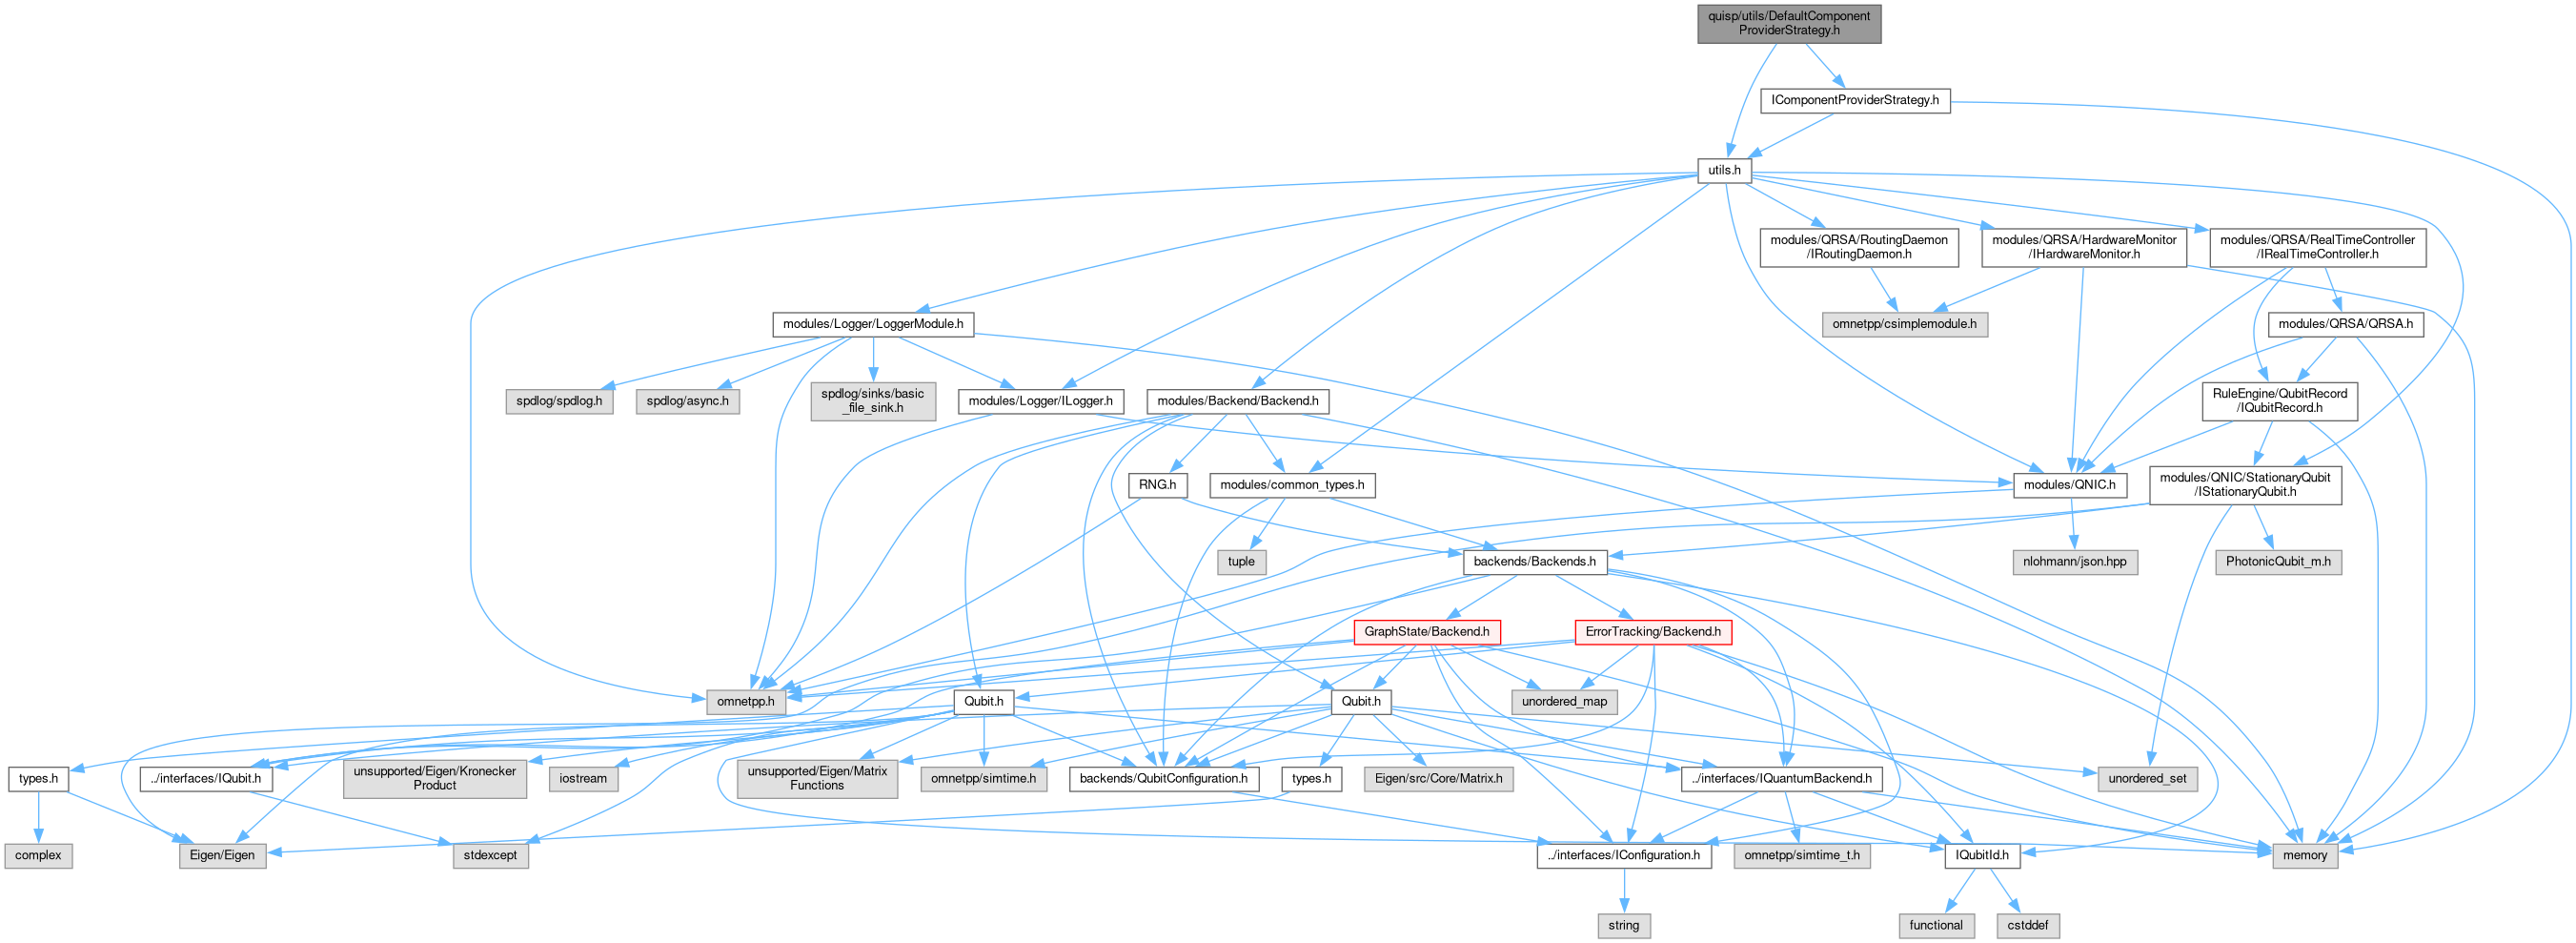 quisp/utils/DefaultComponent
ProviderStrategy.h
IComponentProviderStrategy.h
utils.h
modules/QRSA/RoutingDaemon
/IRoutingDaemon.h
modules/QRSA/HardwareMonitor
/IHardwareMonitor.h
modules/QRSA/RealTimeController
/IRealTimeController.h
modules/Logger/LoggerModule.h
omnetpp/csimplemodule.h
modules/QRSA/QRSA.h
spdlog/spdlog.h
spdlog/async.h
spdlog/sinks/basic
_file_sink.h
modules/Logger/ILogger.h
modules/Backend/Backend.h
RuleEngine/QubitRecord
/IQubitRecord.h
RNG.h
modules/common_types.h
modules/QNIC.h
modules/QNIC/StationaryQubit
/IStationaryQubit.h
tuple
backends/Backends.h
nlohmann/json.hpp
PhotonicQubit_m.h
GraphState/Backend.h
ErrorTracking/Backend.h
omnetpp.h
Qubit.h
Qubit.h
unordered_map
types.h
../interfaces/IQubit.h
unsupported/Eigen/Kronecker
Product
iostream
unsupported/Eigen/Matrix
Functions
omnetpp/simtime.h
backends/QubitConfiguration.h
types.h
Eigen/src/Core/Matrix.h
../interfaces/IQuantumBackend.h
unordered_set
complex
Eigen/Eigen
stdexcept
../interfaces/IConfiguration.h
omnetpp/simtime_t.h
IQubitId.h
memory
string
functional
cstddef